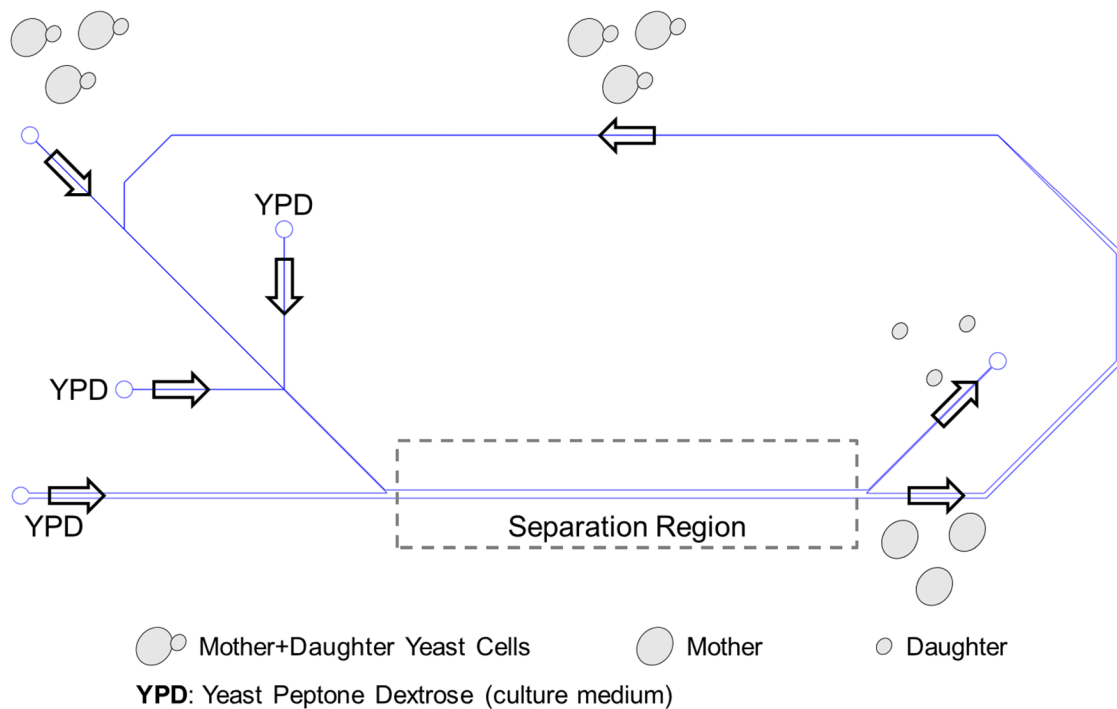 YPD
YPD
YPD
Separation Region
Mother+Daughter Yeast Cells
Mother
Daughter
YPD: Yeast Peptone Dextrose (culture medium)